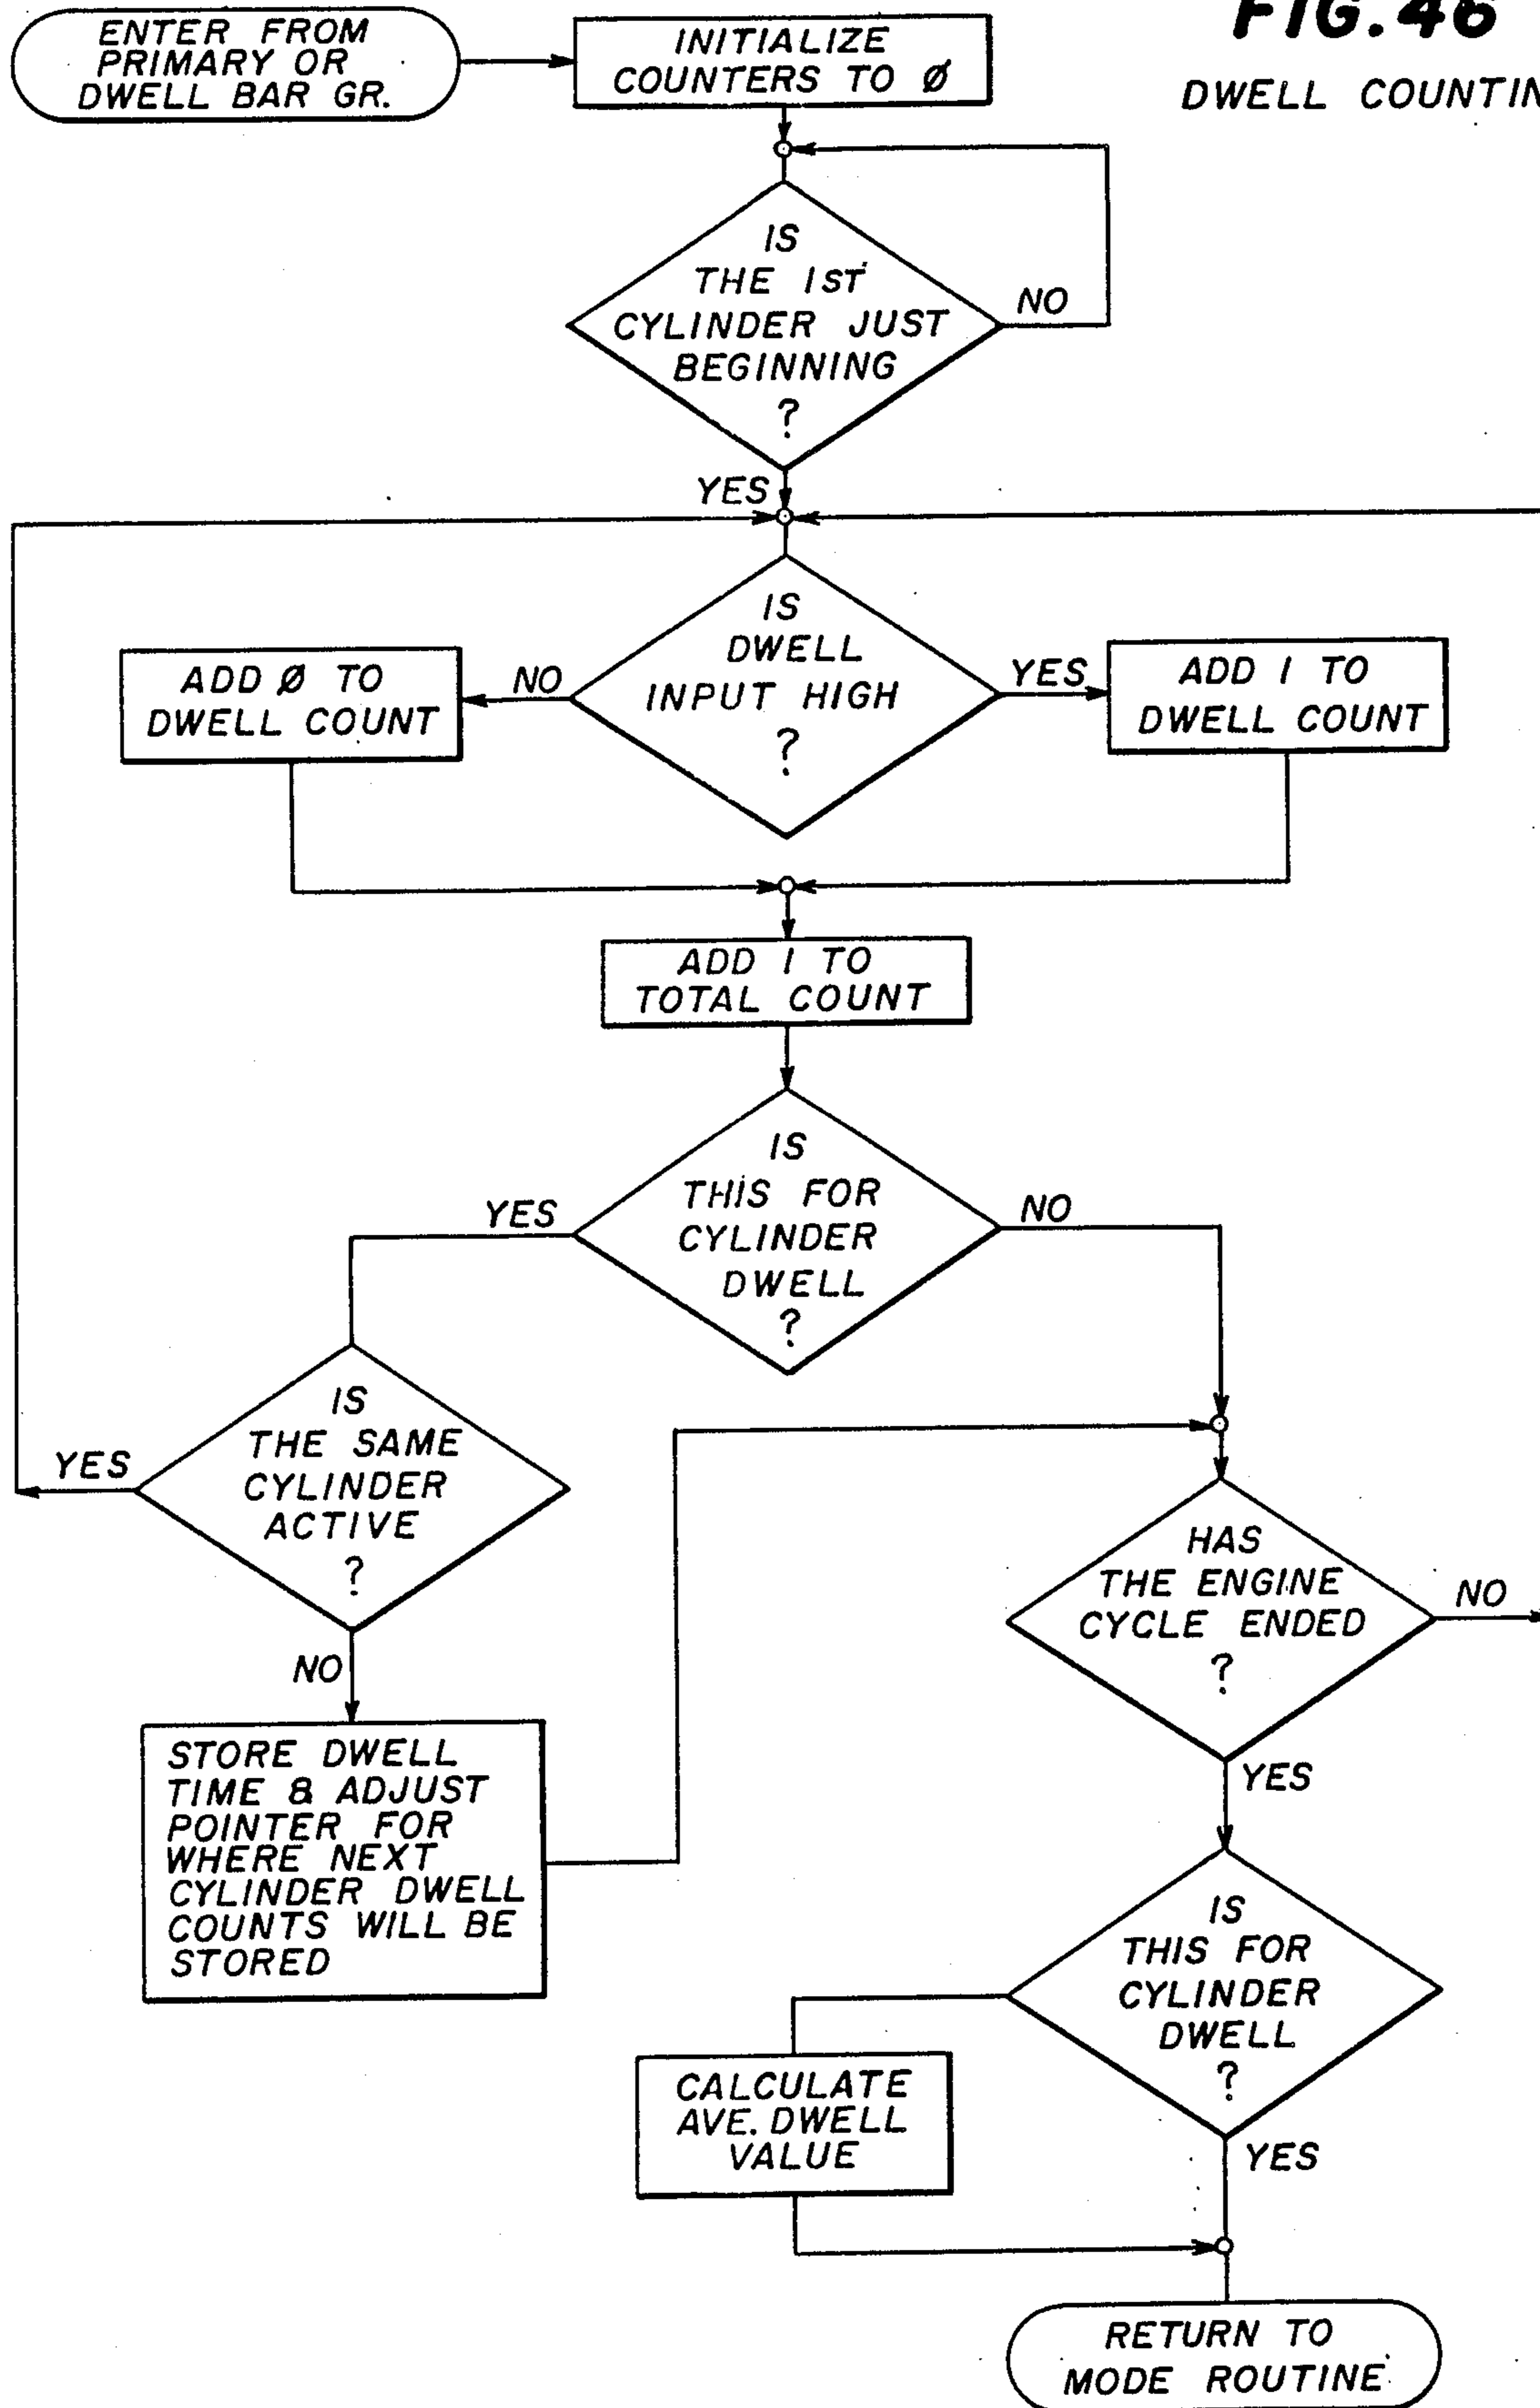 FIG. 46
DWELL COUNTIN
ENTER FROM
PRIMARY OR
DWELL BAR GR.
INITIALIZE
COUNTERS TO Ø
IS
THE 1ST
CYLINDER JUST
BEGINNING
?
NO
YES
IS
DWELL
INPUT HIGH
?
NO
YES
ADD Ø TO
DWELL COUNT
ADD 1 TO
DWELL COUNT
ADD 1 TO
TOTAL COUNT
IS
THIS FOR
CYLINDER
DWELL
?
YES
NO
IS
THE SAME
CYLINDER
ACTIVE
?
YES
NO
STORE DWELL
TIME & ADJUST
POINTER FOR
WHERE NEXT
CYLINDER DWELL
COUNTS WILL BE
STORED
HAS
THE ENGINE
CYCLE ENDED
?
NO
YES
IS
THIS FOR
CYLINDER
DWELL
?
YES
CALCULATE
AVE. DWELL
VALUE
RETURN TO
MODE ROUTINE